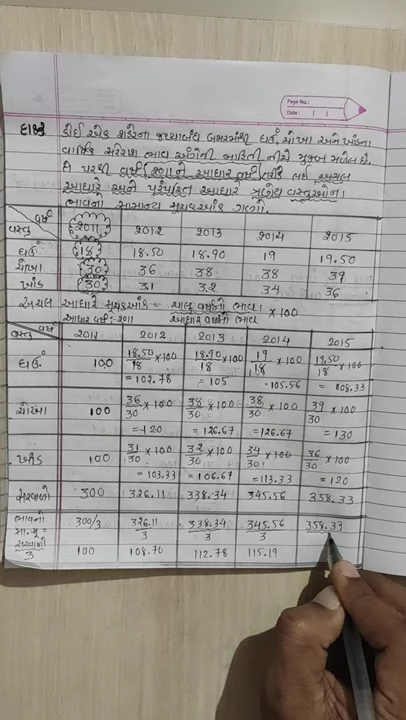 Page No.:
Date: / /
દાખલો કોઈ એક શહેરના જથ્થાબંધ બજારમાંથી ઘઉં, ચોખા અને ખાંડના
વાર્ષિક સરેરાશ ભાવ અંગેની માહિતી નીચે મુજબ મળેલ છે.
તે પરથી વર્ષ 2011ને આધાર વર્ષ તરીકે લઈ અચલ
આધારે અને પરંપરિત આધારે ત્રણેય વસ્તુઓના
ભાવનો સામાન્ય સૂચકઆંક ગણો.
વસ્તુ વર્ષ 2011 2012 2013 2014 2015
ઘઉં 18 18.50 18.90 19 19.50
ચોખા 30 36 38 38 39
ખાંડ 30 31 32 34 36
અચલ આધારે સૂચકઆંક = ચાલુ વર્ષનો ભાવ × 100
આધાર વર્ષ: 2011 આધાર વર્ષનો ભાવ
વસ્તુ વર્ષ 2011 2012 2013 2014 2015
ઘઉં 100 18.50/18 × 100 18.90/18 × 100 19/18 × 100 19.50/18 × 100
= 102.78 = 105 = 105.56 = 108.33
ચોખા 100 36/30 × 100 38/30 × 100 38/30 × 100 39/30 × 100
= 120 = 126.67 = 126.67 = 130
ખાંડ 100 31/30 × 100 32/30 × 100 34/30 × 100 36/30 × 100
= 103.33 = 106.67 = 113.33 = 120
સરવાળો 300 326.11 338.34 345.56 358.33
ભાવનો
સા.સૂ = 300/3 326.11/3 338.34/3 345.56/3 358.33
સરવાળો/3 100 108.70 112.78 115.19